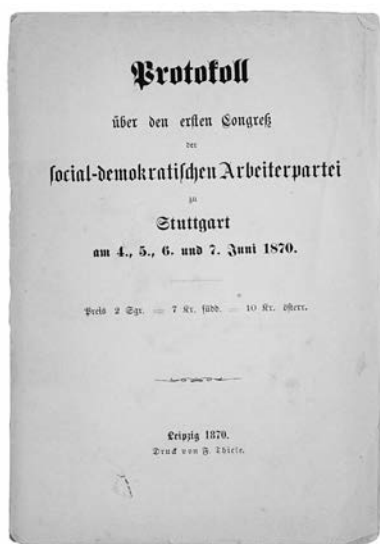 Protokoll
über den ersten Congreß
der
social-demokratischen Arbeiterpartei
zu
Stuttgart
am 4., 5., 6. und 7. Juni 1870.
Preis 2 Sgr. = 7 Kr. südd. = 10 Kr. österr.
Leipzig 1870.
Druck von F. Thiele.